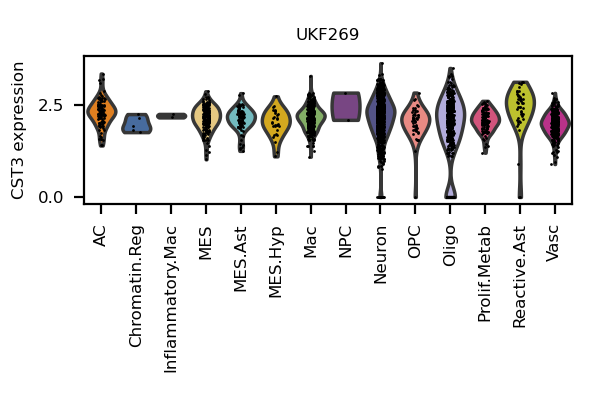 UKF269
CST3 expression
2.5
0.0
AC
Chromatin.Reg
Inflammatory.Mac
MES
MES.Ast
MES.Hyp
Mac
NPC
Neuron
OPC
Oligo
Prolif.Metab
Reactive.Ast
Vasc